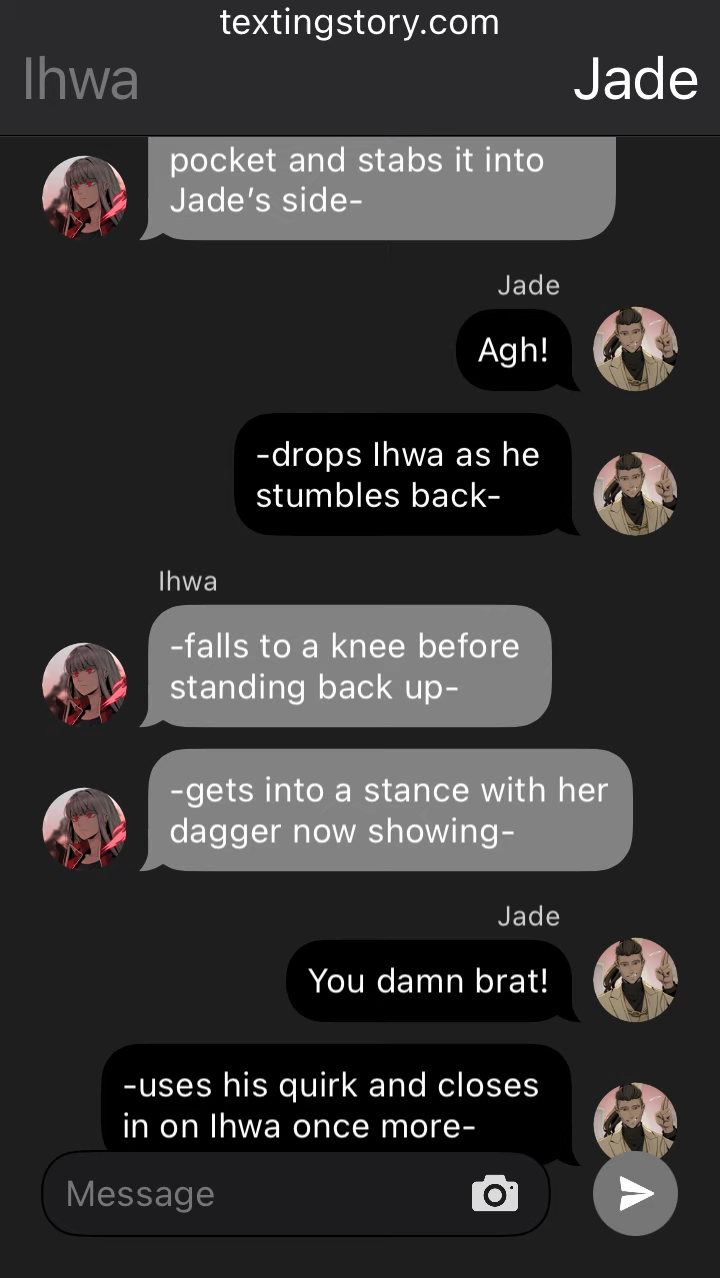 textingstory.com
Ihwa
Jade
pocket and stabs it into
Jade’s side-
Jade
Agh!
-drops Ihwa as he
stumbles back-
Ihwa
-falls to a knee before
standing back up-
-gets into a stance with her
dagger now showing-
Jade
You damn brat!
-uses his quirk and closes
in on Ihwa once more-
Message